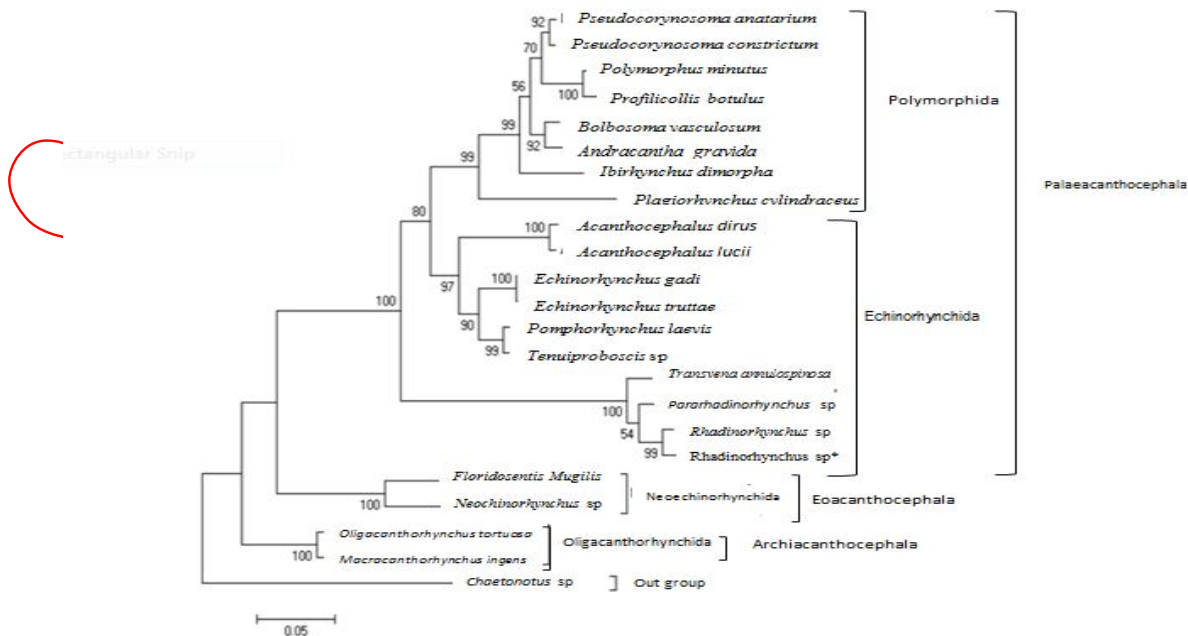 92
Pseudocorynosoma anatarium
Pseudocorynosoma constrictum
70
Polymorphus minutus
100
Profilicollis botulus
Polymorphida
56
Bolbosoma vasculosum
99
92
Andracantha gravida
ctangular Snip
99
Ibirhynchus dimorpha
Palaeacanthocephala
Plagiorhynchus cylindraceus
80
100
Acanthocephalus dirus
Acanthocephalus lucii
97
100
Echinorhynchus gadi
100
Echinorhynchus truttae
Echinorhynchida
90
Pomphorhynchus laevis
99
Tenuiproboscis sp
Transvena annulospinosa
100
Pararhadinorhynchus sp
54
Rhadinorhynchus sp
99
Rhadinorhynchus sp*
Floridosentis Mugilis
100
Neochinorhynchus sp
Neoechinorhynchida
Eoacanthocephala
Oligacanthorhynchus tortuosa
100
Macracanthorhynchus ingens
Oligacanthorhynchida
Archiacanthocephala
Chaetonotus sp
Out group
0.05